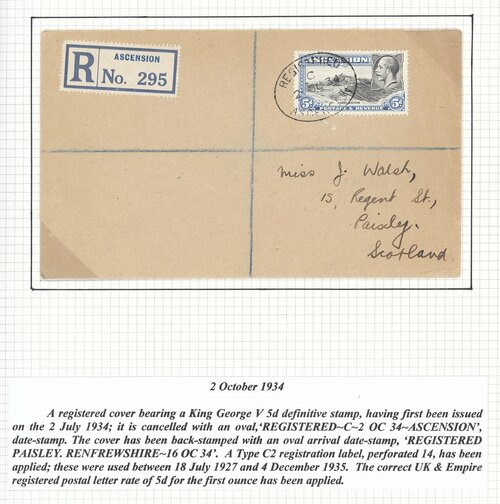 ASCENSION
R No. 295
ASCENSION
REGISTERED
C
5d POSTAGE & REVENUE 5d
Miss J. Walsh,
15, Regent St.,
Paisley.
Scotland.
2 October 1934
A registered cover bearing a King George V 5d definitive stamp, having first been issued
on the 2 July 1934; it is cancelled with an oval,‘REGISTERED~C~2 OC 34~ASCENSION’,
date-stamp. The cover has been back-stamped with an oval arrival date-stamp, ‘REGISTERED
PAISLEY. RENFREWSHIRE~16 OC 34’. A Type C2 registration label, perforated 14, has been
applied; these were used between 18 July 1927 and 4 December 1935. The correct UK & Empire
registered postal letter rate of 5d for the first ounce has been applied.